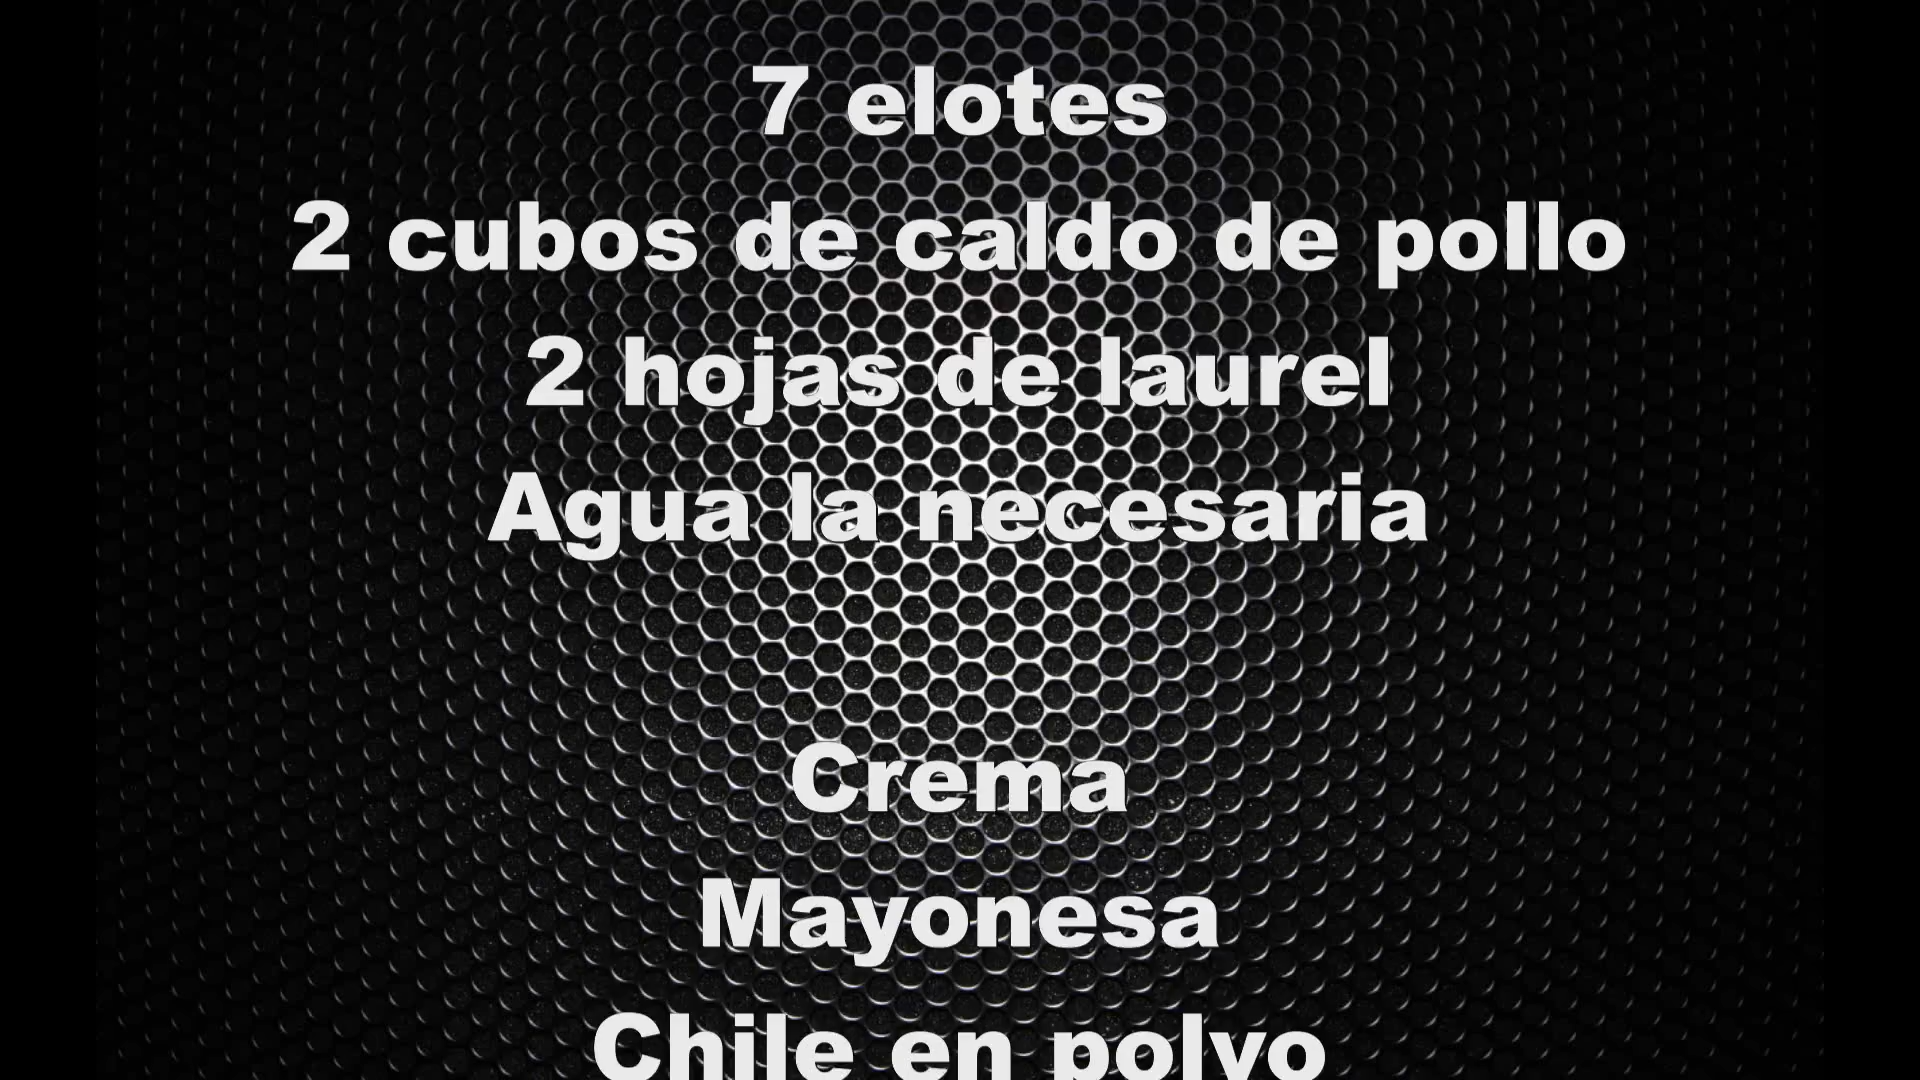 7 elotes
2 cubos de caldo de pollo
2 hojas de laurel
Agua la necesaria
Crema
Mayonesa
Chile en polvo